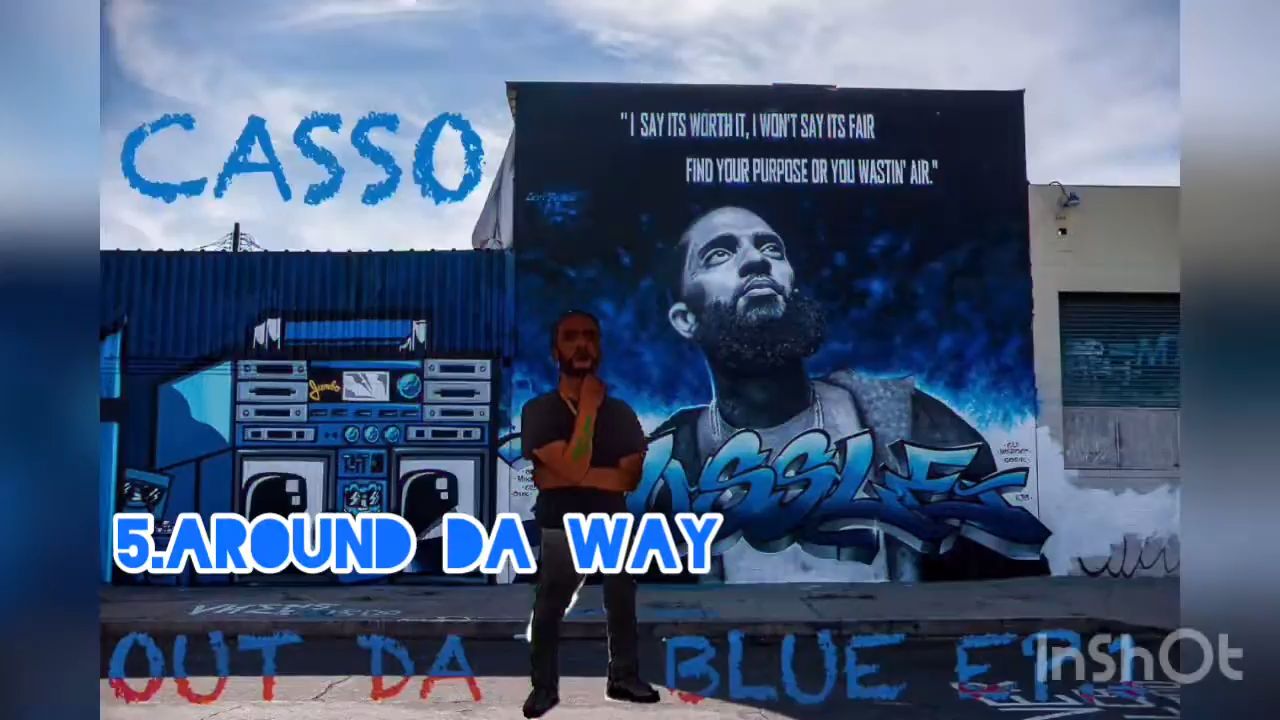 "I SAY ITS WORTH IT, I WON'T SAY ITS FAIR
FIND YOUR PURPOSE OR YOU WASTIN' AIR."
CASSO
Jumbo
5.AROUND DA WAY
OUT DA BLUE
InShOt